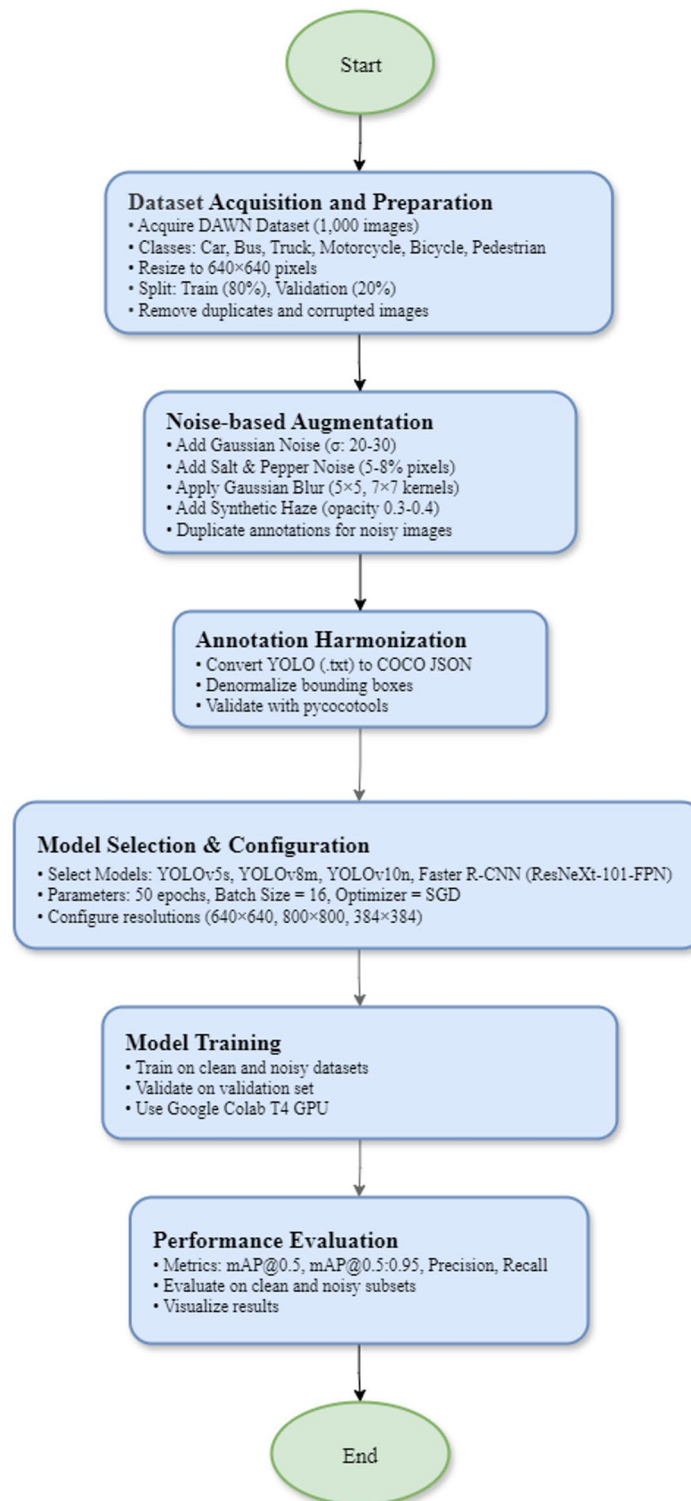 Start
Dataset Acquisition and Preparation
• Acquire DAWN Dataset (1,000 images)
• Classes: Car, Bus, Truck, Motorcycle, Bicycle, Pedestrian
• Resize to 640×640 pixels
• Split: Train (80%), Validation (20%)
• Remove duplicates and corrupted images
Noise-based Augmentation
• Add Gaussian Noise (σ: 20-30)
• Add Salt & Pepper Noise (5-8% pixels)
• Apply Gaussian Blur (5×5, 7×7 kernels)
• Add Synthetic Haze (opacity 0.3-0.4)
• Duplicate annotations for noisy images
Annotation Harmonization
• Convert YOLO (.txt) to COCO JSON
• Denormalize bounding boxes
• Validate with pycocotools
Model Selection & Configuration
• Select Models: YOLOv5s, YOLOv8m, YOLOv10n, Faster R-CNN (ResNeXt-101-FPN)
• Parameters: 50 epochs, Batch Size = 16, Optimizer = SGD
• Configure resolutions (640×640, 800×800, 384×384)
Model Training
• Train on clean and noisy datasets
• Validate on validation set
• Use Google Colab T4 GPU
Performance Evaluation
• Metrics: mAP@0.5, mAP@0.5:0.95, Precision, Recall
• Evaluate on clean and noisy subsets
• Visualize results
End